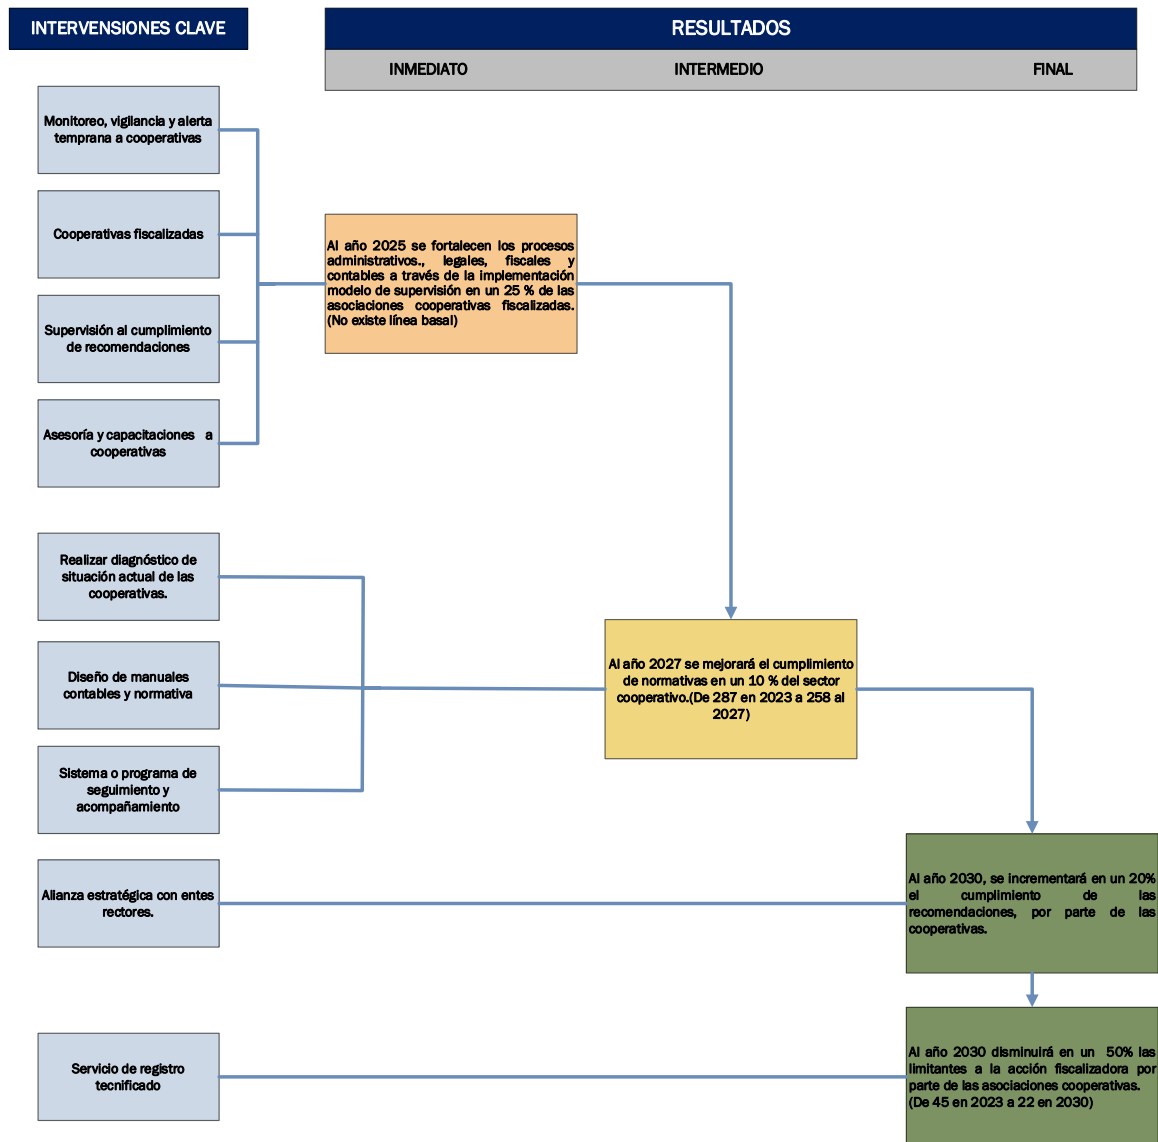 INTERVENSIONES CLAVE
RESULTADOS
INMEDIATO
INTERMEDIO
FINAL
Monitoreo, vigilancia y alerta
temprana a cooperativas
Cooperativas fiscalizadas
Al año 2025 se fortalecen los procesos
administrativos., legales, fiscales y
contables a través de la implementación
modelo de supervisión en un 25 % de las
asociaciones cooperativas fiscalizadas.
(No existe línea basal)
Supervisión al cumplimiento
de recomendaciones
Asesoría y capacitaciones a
cooperativas
Realizar diagnóstico de
situación actual de las
cooperativas.
Diseño de manuales
contables y normativa
Al año 2027 se mejorará el cumplimiento
de normativas en un 10 % del sector
cooperativo.(De 287 en 2023 a 258 al
2027)
Sistema o programa de
seguimiento y
acompañamiento
Alianza estratégica con entes
rectores.
Al año 2030, se incrementará en un 20%
el cumplimiento de las
recomendaciones, por parte de las
cooperativas.
Servicio de registro
tecnificado
Al año 2030 disminuirá en un 50% las
limitantes a la acción fiscalizadora por
parte de las asociaciones cooperativas.
(De 45 en 2023 a 22 en 2030)